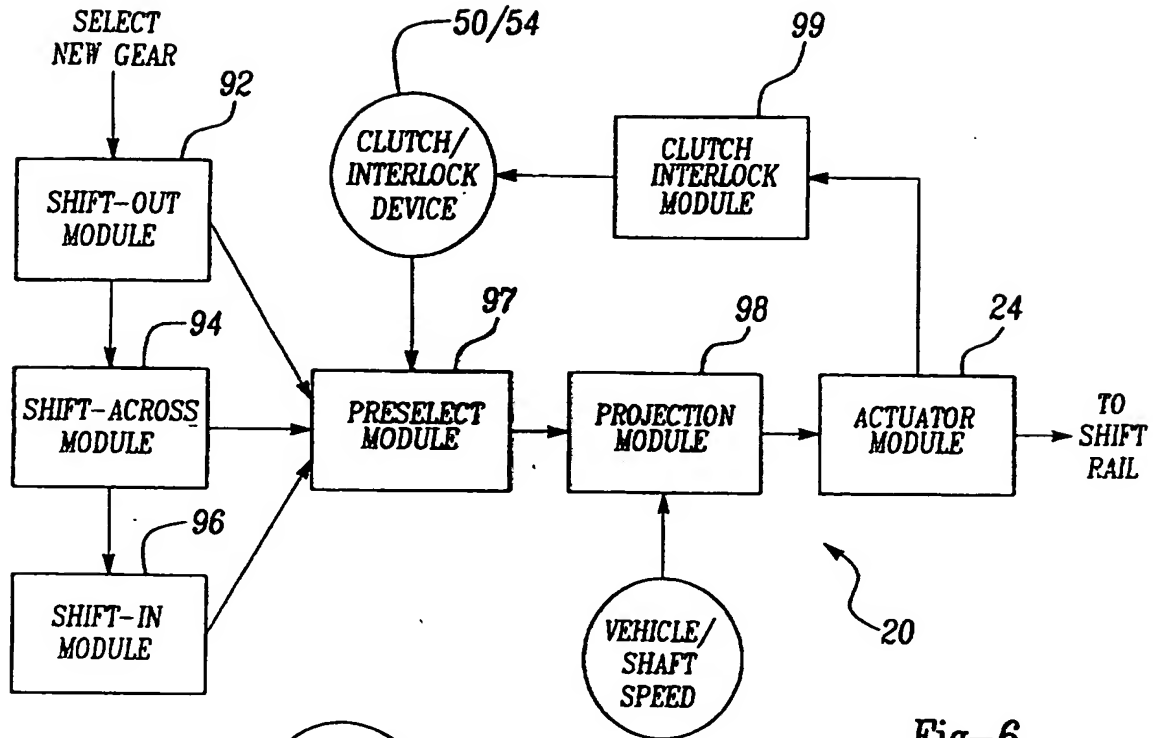 SELECT
NEW GEAR
92
SHIFT-OUT
MODULE
94
SHIFT-ACROSS
MODULE
96
SHIFT-IN
MODULE
50/54
CLUTCH/
INTERLOCK
DEVICE
99
CLUTCH
INTERLOCK
MODULE
97
PRESELECT
MODULE
98
PROJECTION
MODULE
24
ACTUATOR
MODULE
TO
SHIFT
RAIL
VEHICLE/
SHAFT
SPEED
20
Fig-6